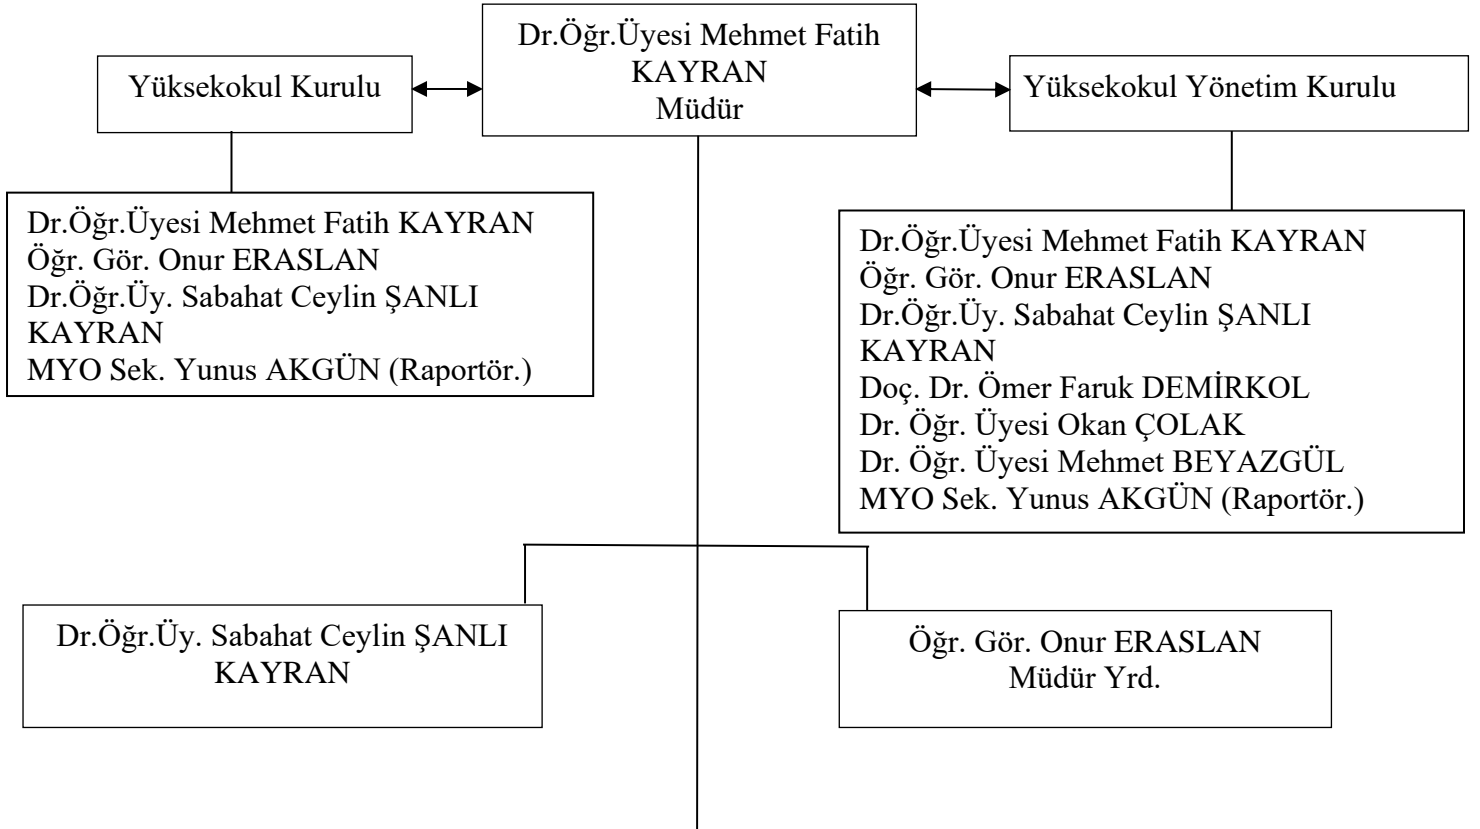 Dr.Öğr.Üyesi Mehmet Fatih
KAYRAN
Müdür
Yüksekokul Kurulu
Yüksekokul Yönetim Kurulu
Dr.Öğr.Üyesi Mehmet Fatih KAYRAN
Öğr. Gör. Onur ERASLAN
Dr.Öğr.Üy. Sabahat Ceylin ŞANLI
KAYRAN
MYO Sek. Yunus AKGÜN (Raportör.)
Dr.Öğr.Üyesi Mehmet Fatih KAYRAN
Öğr. Gör. Onur ERASLAN
Dr.Öğr.Üy. Sabahat Ceylin ŞANLI
KAYRAN
Doç. Dr. Ömer Faruk DEMİRKOL
Dr. Öğr. Üyesi Okan ÇOLAK
Dr. Öğr. Üyesi Mehmet BEYAZGÜL
MYO Sek. Yunus AKGÜN (Raportör.)
Dr.Öğr.Üy. Sabahat Ceylin ŞANLI
KAYRAN
Öğr. Gör. Onur ERASLAN
Müdür Yrd.